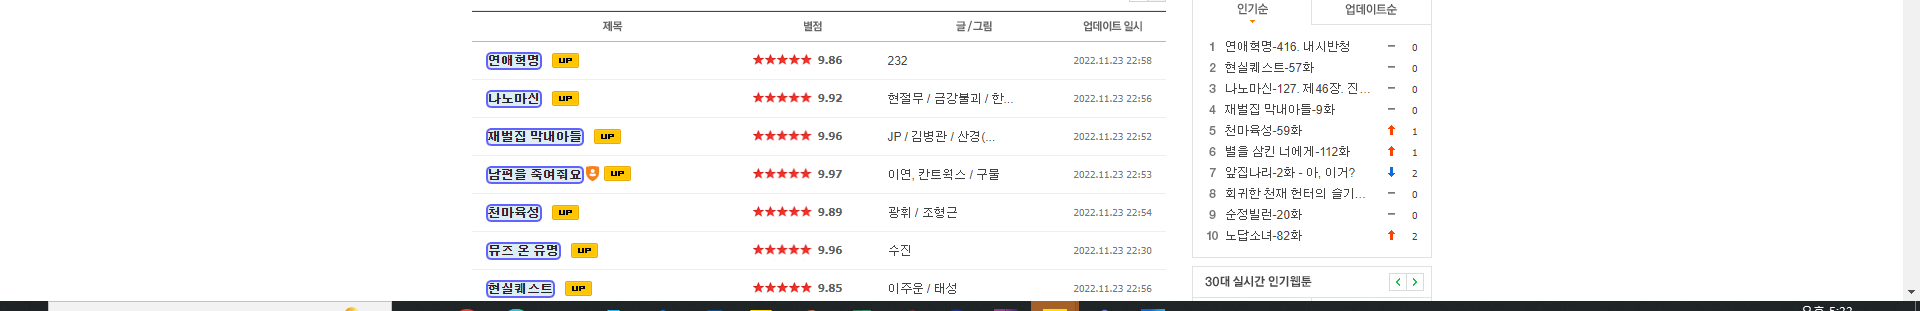 제목 별점 글 / 그림 업데이트 일시
연애혁명 UP 9.86 232 2022.11.23 22:58
나노마신 UP 9.92 현절무 / 금강불괴 / 한... 2022.11.23 22:56
재벌집 막내아들 UP 9.96 JP / 김병관 / 산경(... 2022.11.23 22:52
남편을 죽여줘요 UP 9.97 이연, 칸트웍스 / 구물 2022.11.23 22:53
천마육성 UP 9.89 광휘 / 조형근 2022.11.23 22:54
뮤즈 온 유명 UP 9.96 수진 2022.11.23 22:30
현실퀘스트 UP 9.85 이주운 / 태성 2022.11.23 22:56
인기순 업데이트순
1 연애혁명-416. 내시반청 0
2 현실퀘스트-57화 0
3 나노마신-127. 제46장. 진... 0
4 재벌집 막내아들-9화 0
5 천마육성-59화 1
6 별을 삼킨 너에게-112화 1
7 앞집나리-2화 - 아, 이거? 2
8 회귀한 천재 헌터의 슬기... 0
9 순정빌런-20화 0
10 노답소녀-82화 2
30대 실시간 인기웹툰